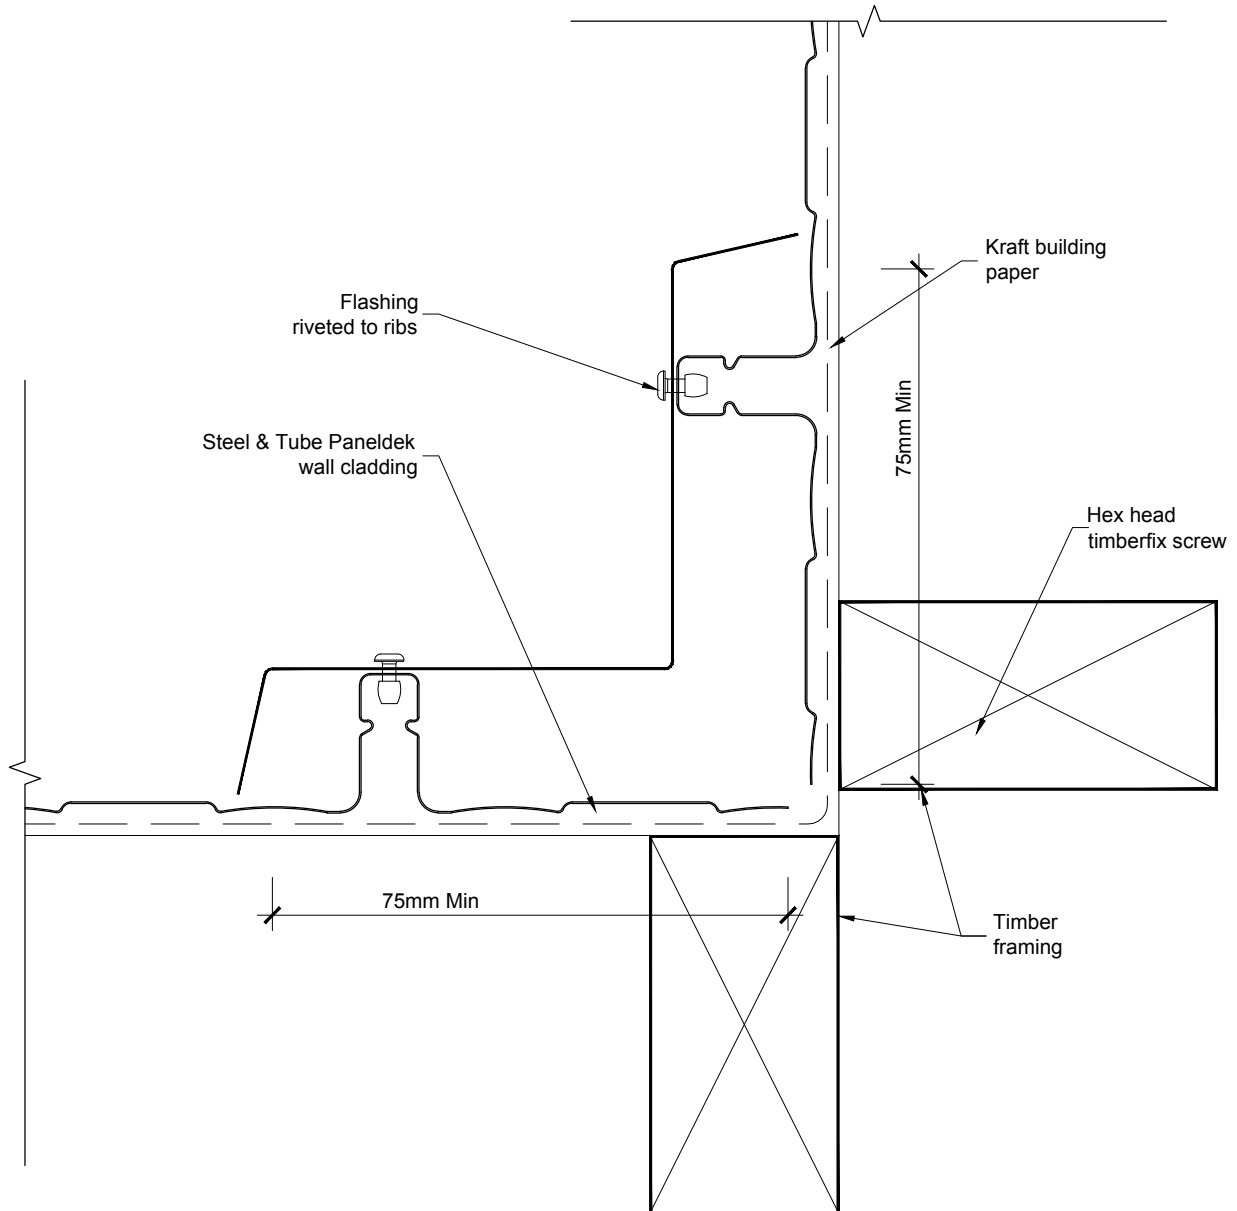 Kraft building
paper
Flashing
riveted to ribs
75mm Min
Steel & Tube Paneldek
wall cladding
Hex head
timberfix screw
75mm Min
Timber
framing